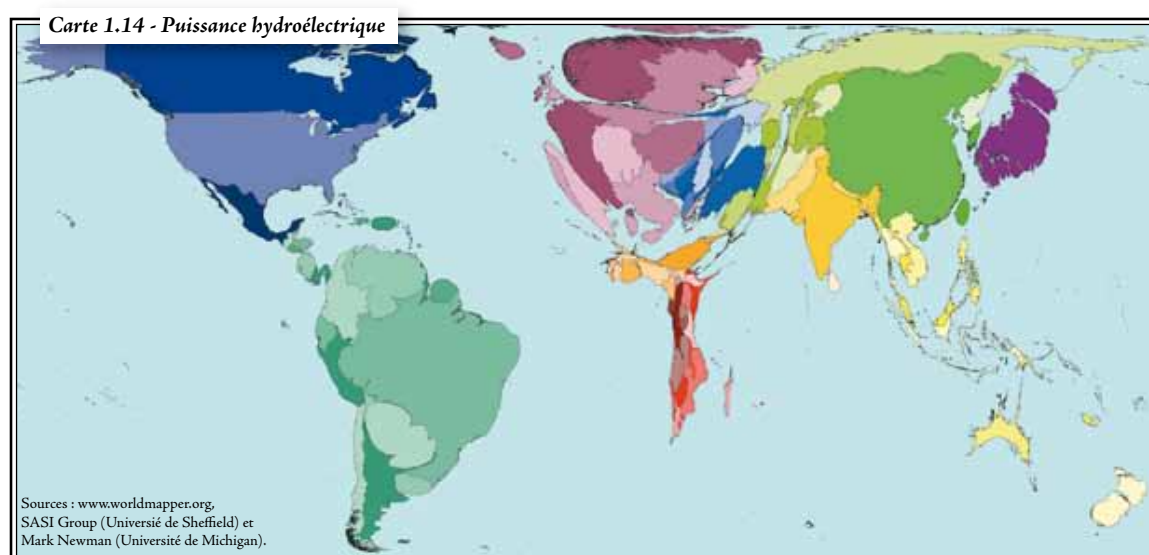 Carte 1.14 - Puissance hydroélectrique
Sources : www.worldmapper.org,
SASI Group (Universié de Sheffield) et
Mark Newman (Université de Michigan).